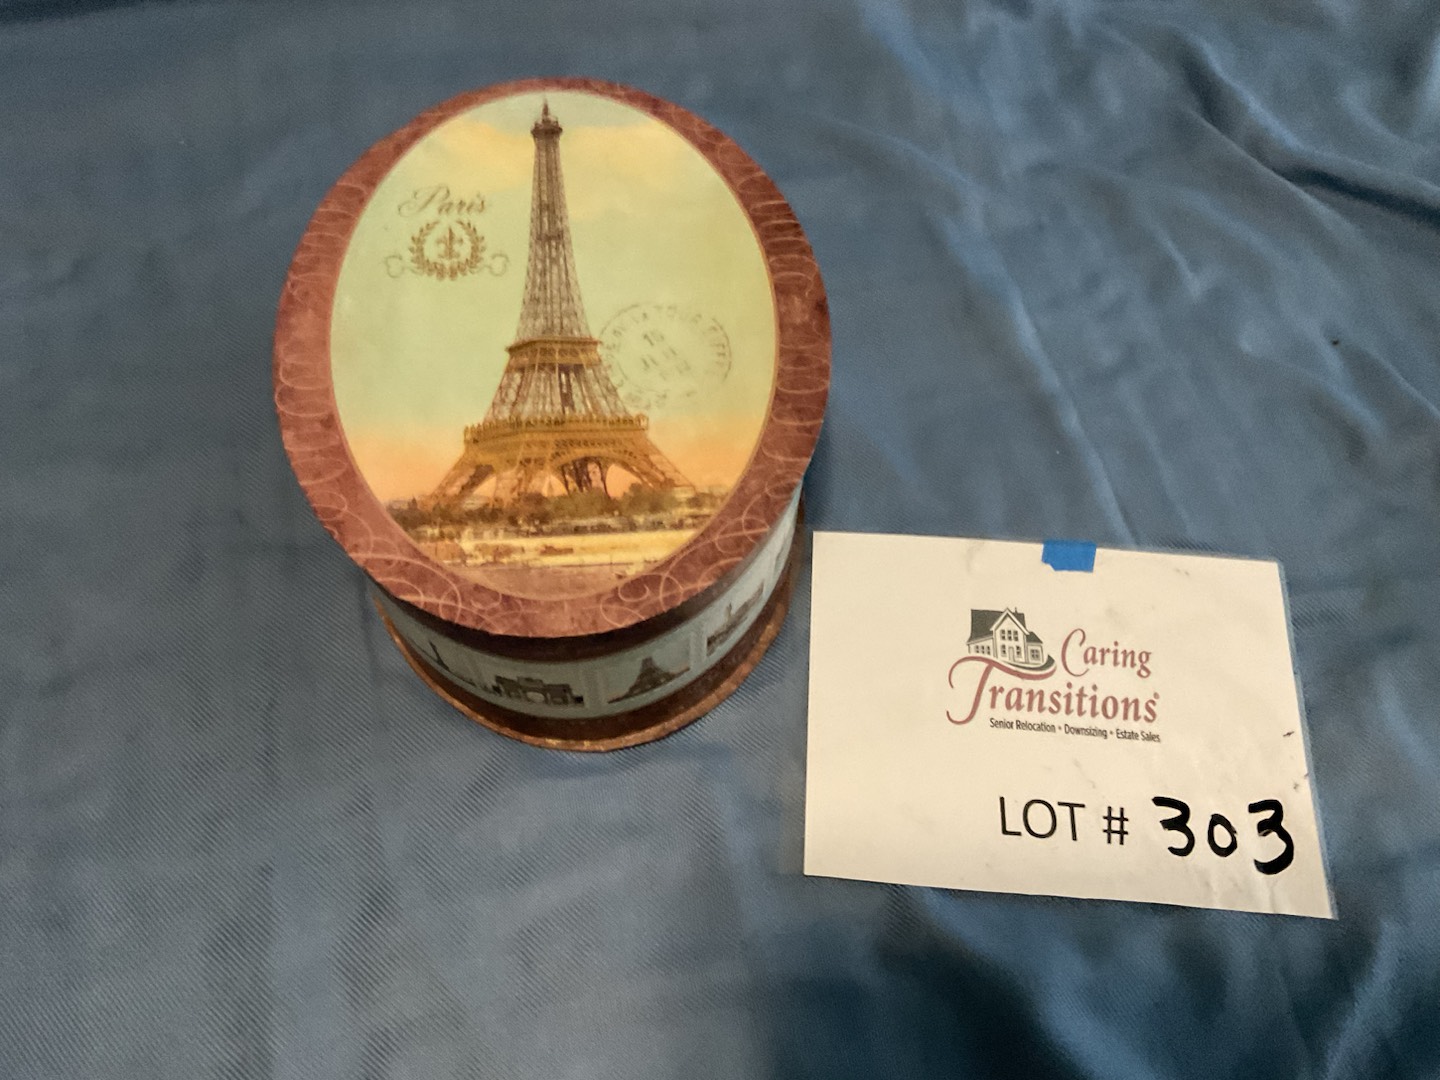 Paris
Caring
Transitions®
Senior Relocation • Downsizing • Estate Sales
LOT # 303